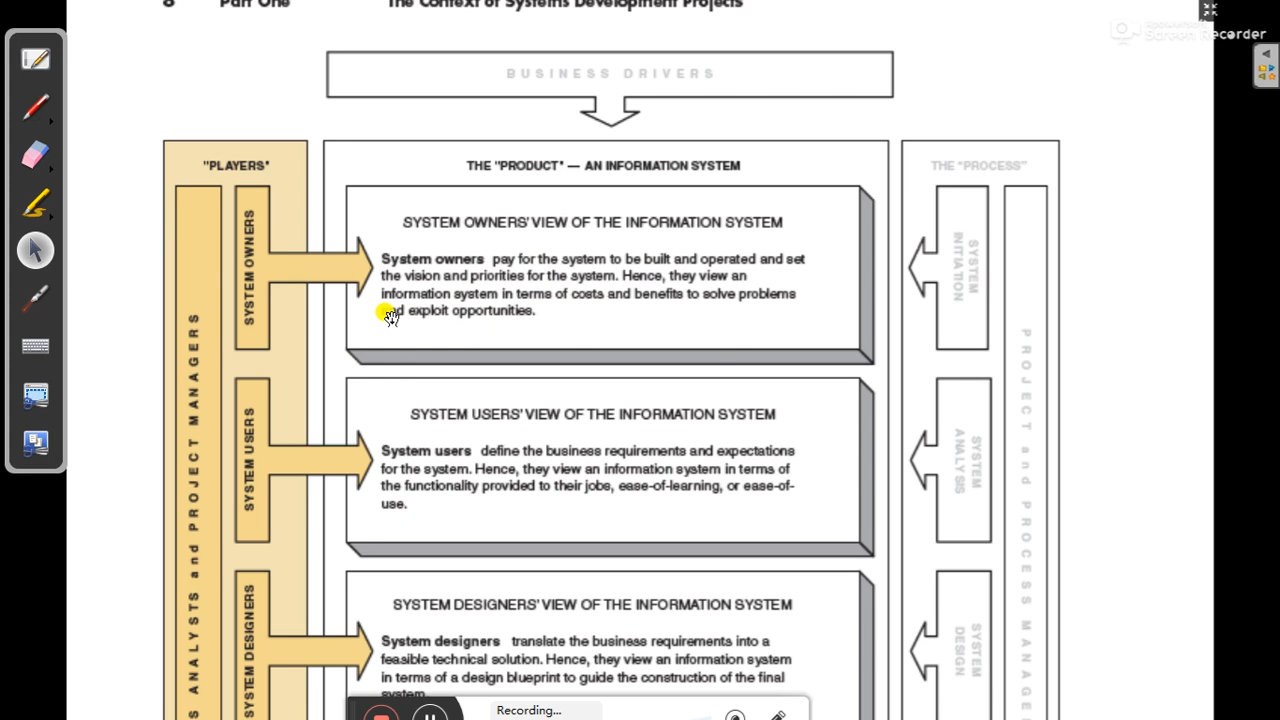 8 Part One The Context of Systems Development Projects
Apowersoft
Screen Recorder
BUSINESS DRIVERS
"PLAYERS"
THE "PRODUCT" — AN INFORMATION SYSTEM
THE "PROCESS"
SYSTEM OWNERS
SYSTEM OWNERS' VIEW OF THE INFORMATION SYSTEM
System owners pay for the system to be built and operated and set
the vision and priorities for the system. Hence, they view an
information system in terms of costs and benefits to solve problems
and exploit opportunities.
SYSTEM
INITIATION
S ANALYSTS and PROJECT MANAGERS
SYSTEM USERS
SYSTEM USERS' VIEW OF THE INFORMATION SYSTEM
System users define the business requirements and expectations
for the system. Hence, they view an information system in terms of
the functionality provided to their jobs, ease-of-learning, or ease-of-
use.
SYSTEM
ANALYSIS
PROJECT and PROCESS MANAGE
SYSTEM DESIGNERS
SYSTEM DESIGNERS' VIEW OF THE INFORMATION SYSTEM
System designers translate the business requirements into a
feasible technical solution. Hence, they view an information system
in terms of a design blueprint to guide the construction of the final
system.
SYSTEM
DESIGN
Recording...